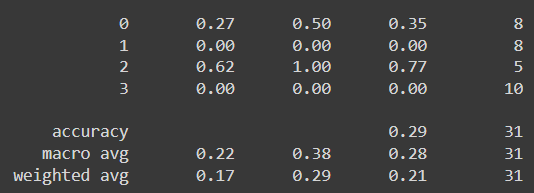 0 0.27 0.50 0.35 8
1 0.00 0.00 0.00 8
2 0.62 1.00 0.77 5
3 0.00 0.00 0.00 10
accuracy 0.29 31
macro avg 0.22 0.38 0.28 31
weighted avg 0.17 0.29 0.21 31